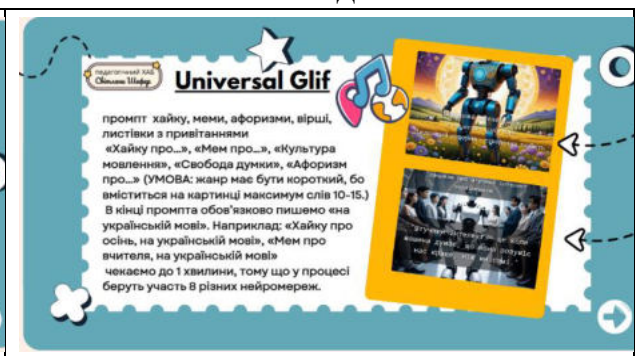 педагогічний ХАБ
Світлани Шефер
Universal Glif
промпт хайку, меми, афоризми, вірші,
листівки з привітаннями
«Хайку про...», «Мем про...», «Культура
мовлення», «Свобода думки», «Афоризм
про...» (УМОВА: жанр має бути короткий, бо
вміститься на картинці максимум слів 10-15.)
В кінці промпта обов'язково пишемо «на
українській мові». Наприклад: «Хайку про
осінь, на українській мові», «Мем про
вчителя, на українській мові»
чекаємо до 1 хвилини, тому що у процесі
беруть участь 8 різних нейромереж.